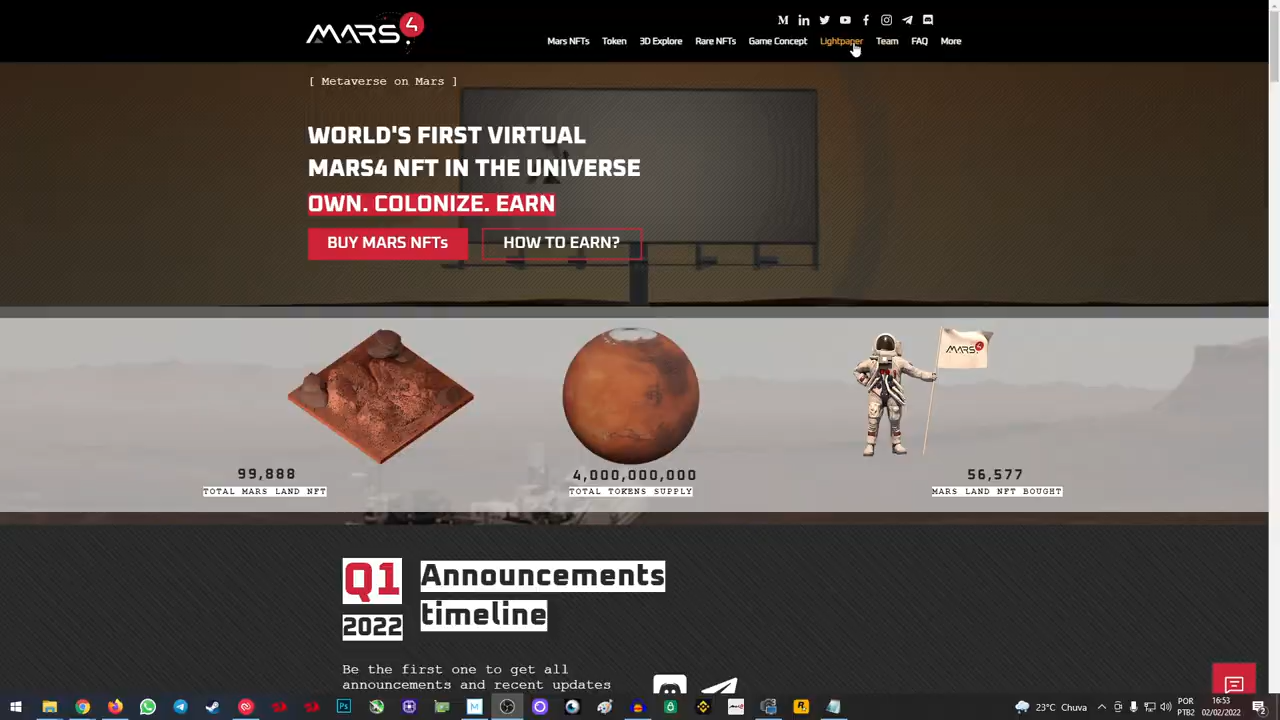 MARS4
Mars NFTs Token 3D Explore Rare NFTs Game Concept Lightpaper Team FAQ More
[ Metaverse on Mars ]
WORLD'S FIRST VIRTUAL
MARS4 NFT IN THE UNIVERSE
OWN. COLONIZE. EARN
BUY MARS NFTs HOW TO EARN?
MARS4
99,888 4,000,000,000 56,577
TOTAL MARS LAND NFT TOTAL TOKENS SUPPLY MARS LAND NFT BOUGHT
Q1 Announcements
2022 timeline
Be the first one to get all
announcements and recent updates
23°C Chuva POR 16:53
PTB2 02/02/2022